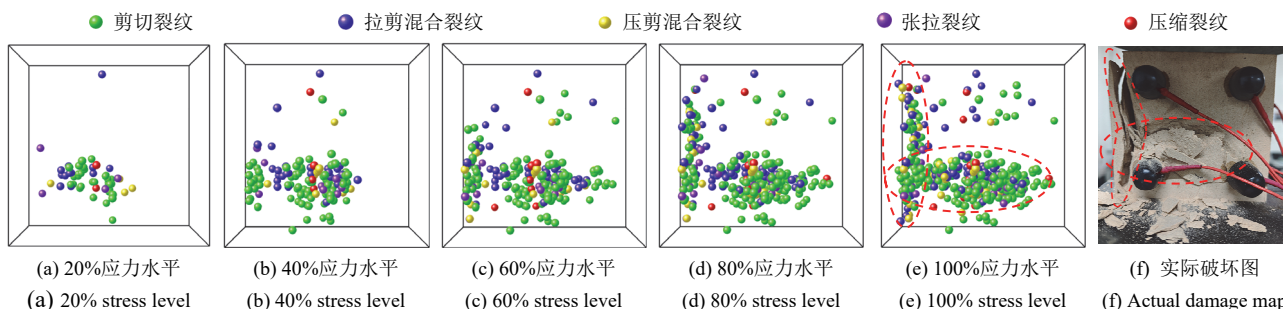 剪切裂纹 拉剪混合裂纹 压剪混合裂纹 张拉裂纹 压缩裂纹
(a) 20%应力水平 (b) 40%应力水平 (c) 60%应力水平 (d) 80%应力水平 (e) 100%应力水平 (f) 实际破坏图
(a) 20% stress level (b) 40% stress level (c) 60% stress level (d) 80% stress level (e) 100% stress level (f) Actual damage map